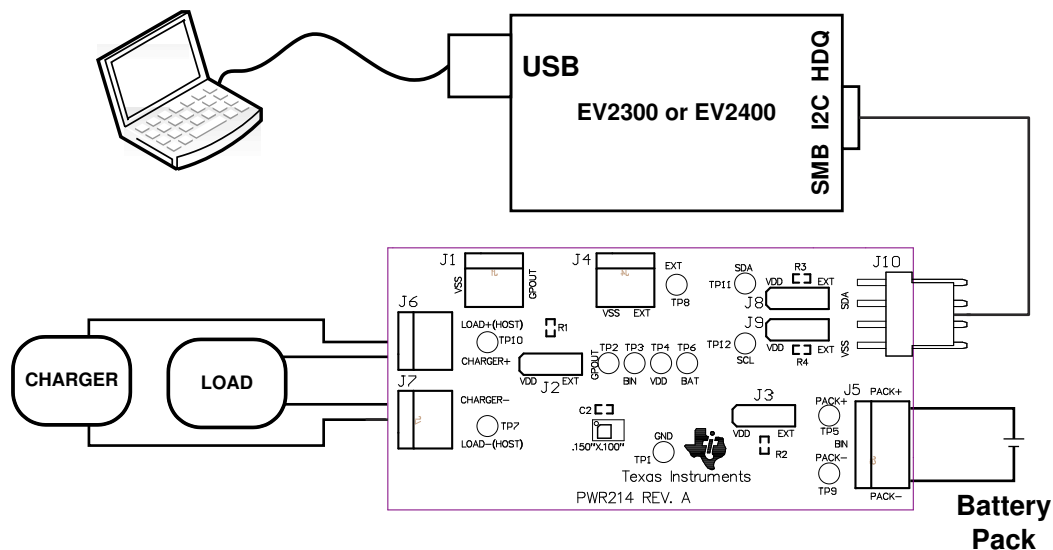 USB
EV2300 or EV2400
SMB I2C HDQ
CHARGER
LOAD
J1
VSS
GPOUT
J4
VSS EXT
EXT
TP8
SDA
TP11
R3
VDD EXT
J8
SDA
J9
VDD EXT
R4
VSS
TP12
SCL
J10
J6
LOAD+(HOST)
TP10
CHARGER+
R1
J2
VDD EXT
GPOUT
TP2 TP3 TP4 TP6
BIN VDD BAT
J7
CHARGER-
TP7
LOAD-(HOST)
C2
.150"X.100"
GND
TP1
J3
VDD EXT
R2
PACK+
TP5
BIN
PACK-
TP9
J5
PACK+
PACK-
Texas Instruments
PWR214 REV. A
Battery
Pack